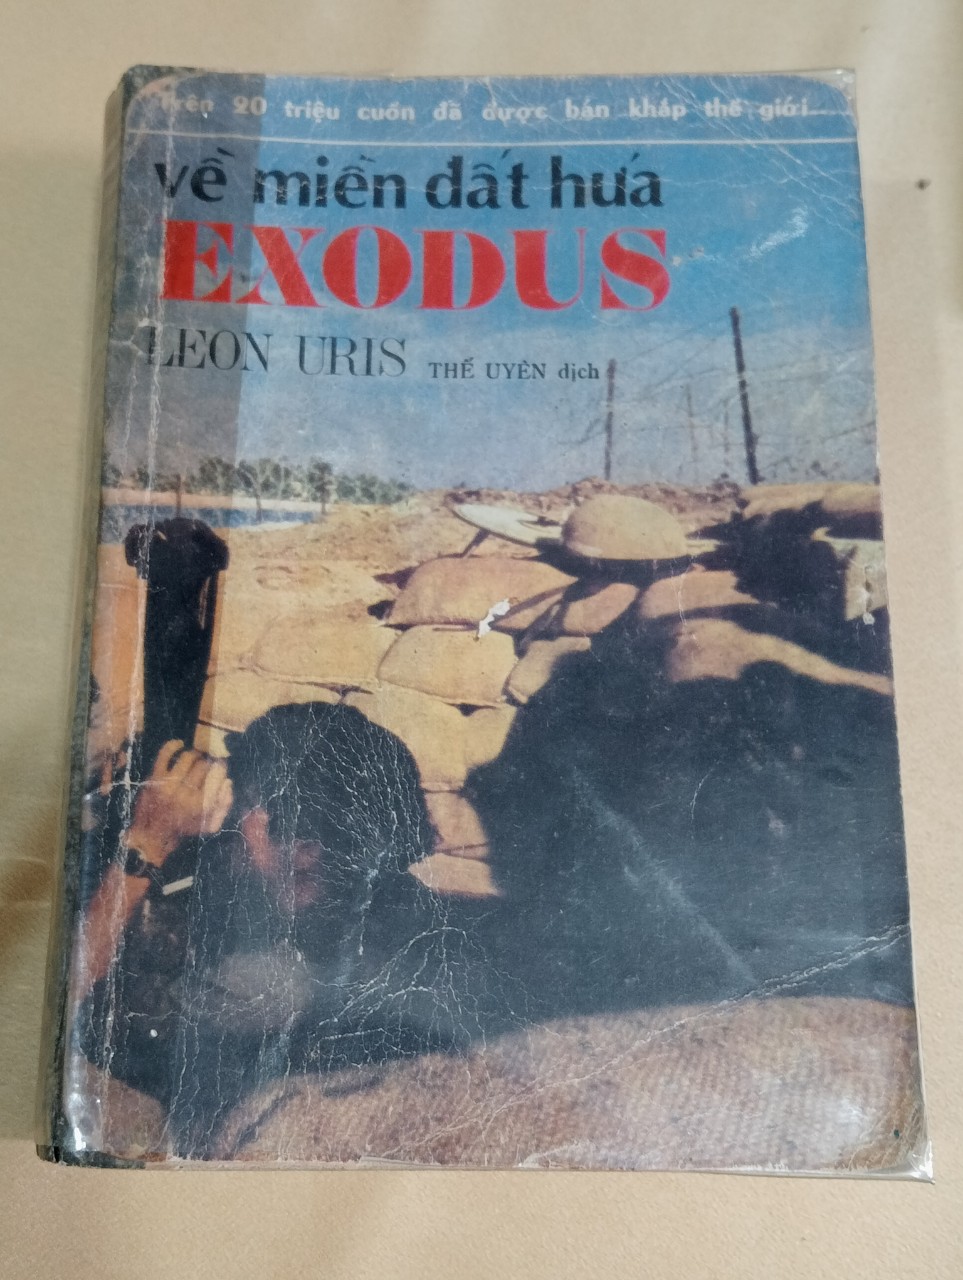 Trên 20 triệu cuốn đã được bán khắp thế giới...
về miền đất hứa
EXODUS
LEON URIS THẾ UYÊN dịch